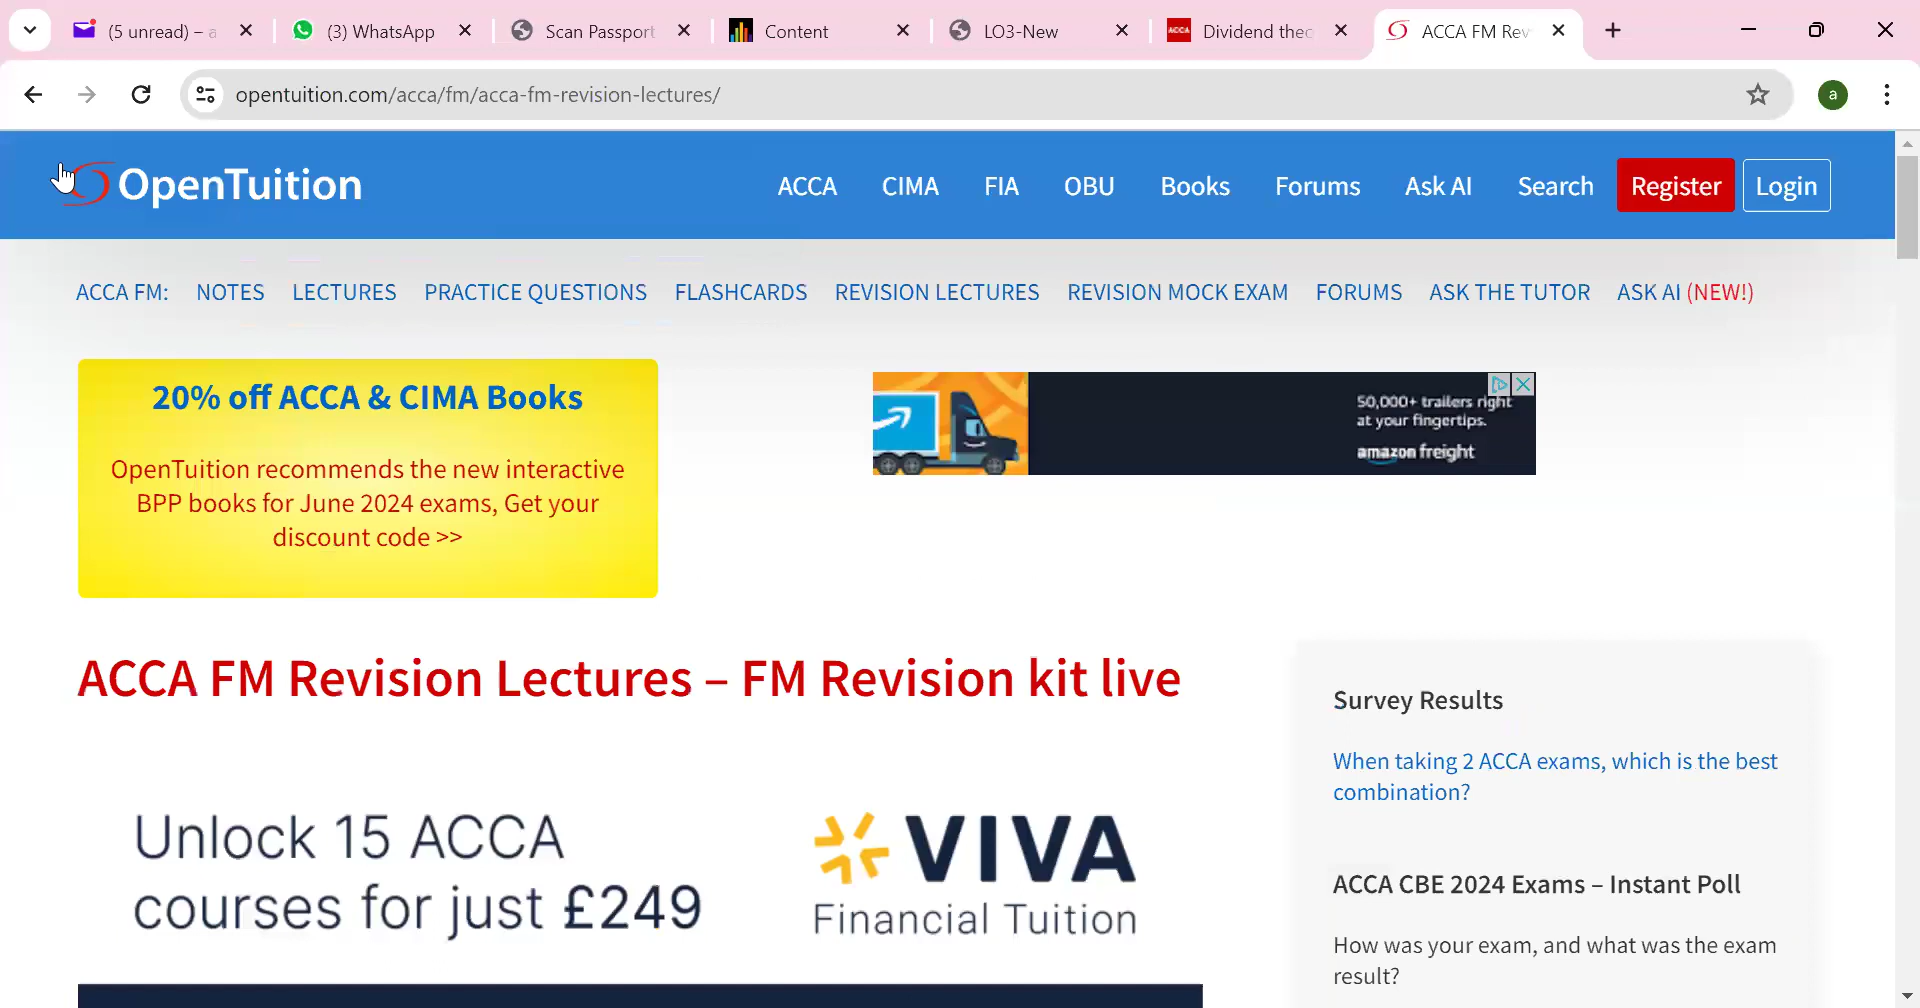 (5 unread) – a
(3) WhatsApp
Scan Passport
Content
LO3-New
ACCA
Dividend theo
ACCA FM Rev
opentuition.com/acca/fm/acca-fm-revision-lectures/
a
OpenTuition
ACCA
CIMA
FIA
OBU
Books
Forums
Ask AI
Search
Register
Login
ACCA FM:
NOTES
LECTURES
PRACTICE QUESTIONS
FLASHCARDS
REVISION LECTURES
REVISION MOCK EXAM
FORUMS
ASK THE TUTOR
ASK AI (NEW!)
20% off ACCA & CIMA Books
OpenTuition recommends the new interactive
BPP books for June 2024 exams, Get your
discount code >>
50,000+ trailers right
at your fingertips.
amazon freight
ACCA FM Revision Lectures – FM Revision kit live
Unlock 15 ACCA
courses for just £249
VIVA
Financial Tuition
Survey Results
When taking 2 ACCA exams, which is the best
combination?
ACCA CBE 2024 Exams – Instant Poll
How was your exam, and what was the exam
result?